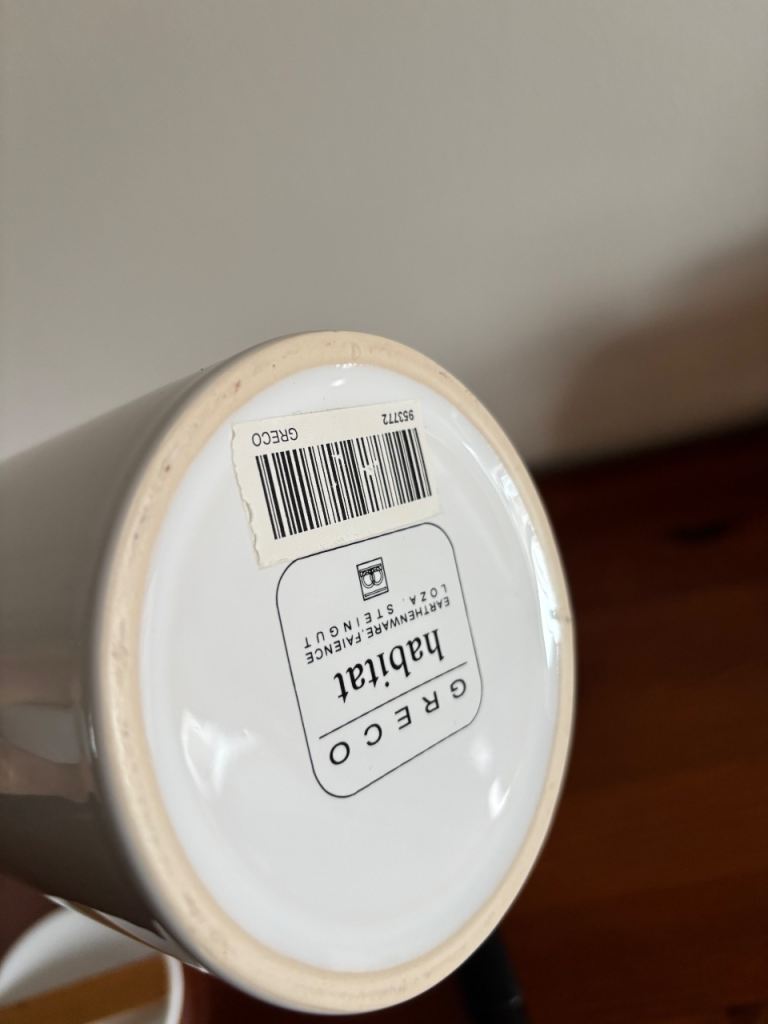 GRECO
habitat
EARTHENWARE.FAIENCE
LOZA. STEINGUT
GRECO 953772